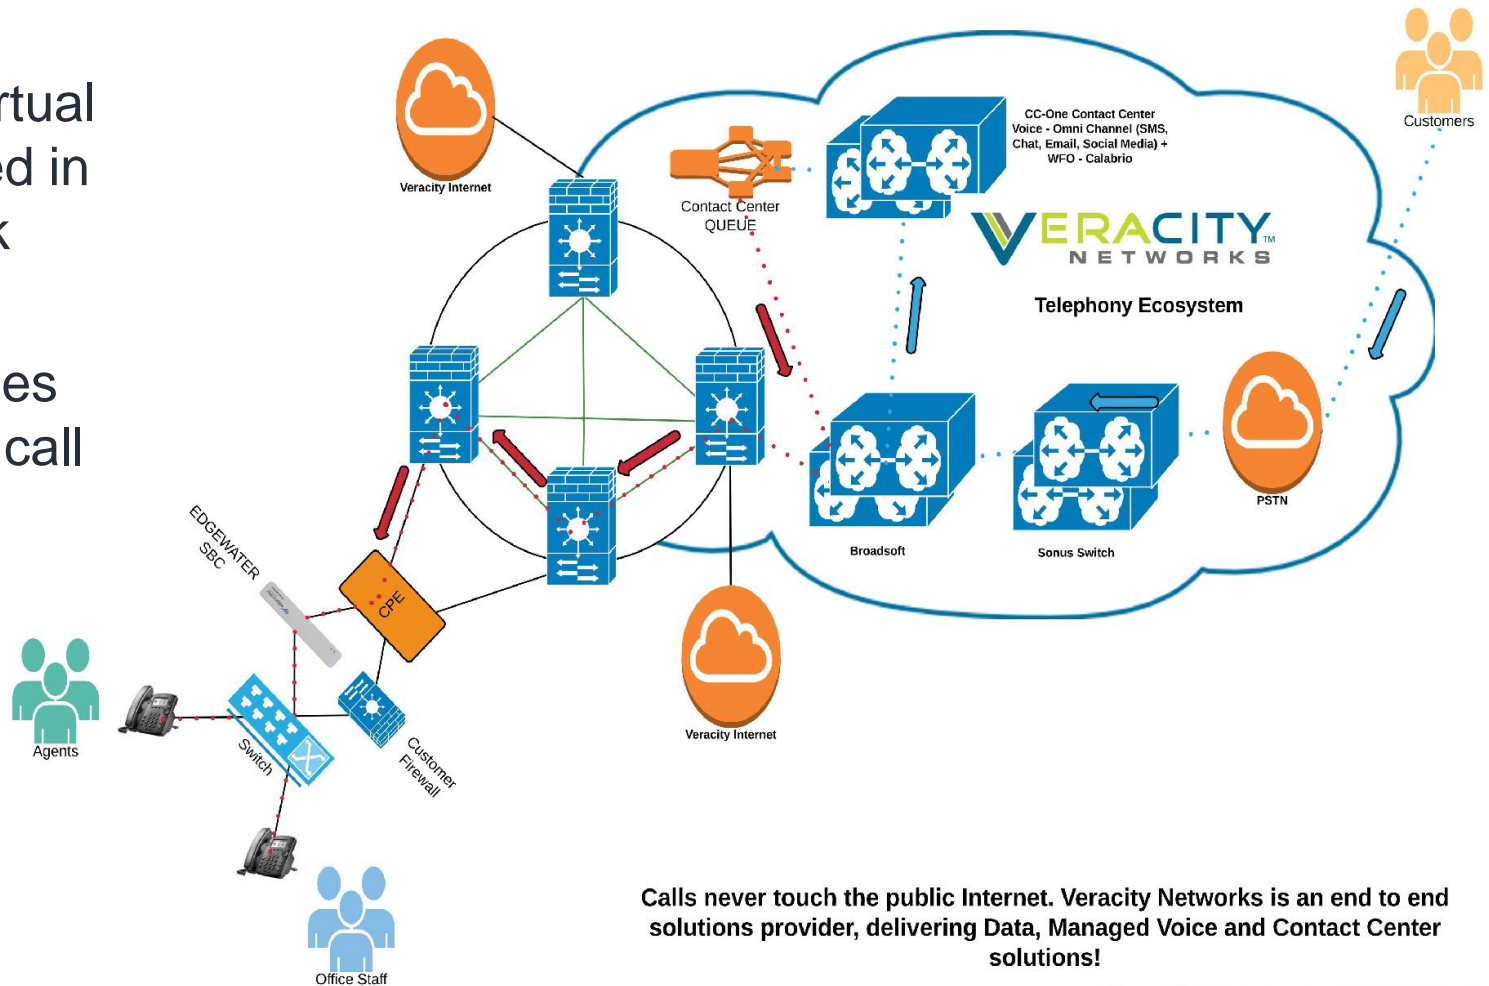 rtual
ed in
k
es
call
Veracity Internet
Contact Center
QUEUE
CC-One Contact Center
Voice - Omni Channel (SMS,
Chat, Email, Social Media) +
WFO - Calabrio
Customers
VERACITY™
NETWORKS
Telephony Ecosystem
PSTN
Broadsoft
Sonus Switch
EDGEWATER
SBC
CPE
Veracity Internet
Agents
Switch
Customer
Firewall
Office Staff
Calls never touch the public Internet. Veracity Networks is an end to end
solutions provider, delivering Data, Managed Voice and Contact Center
solutions!